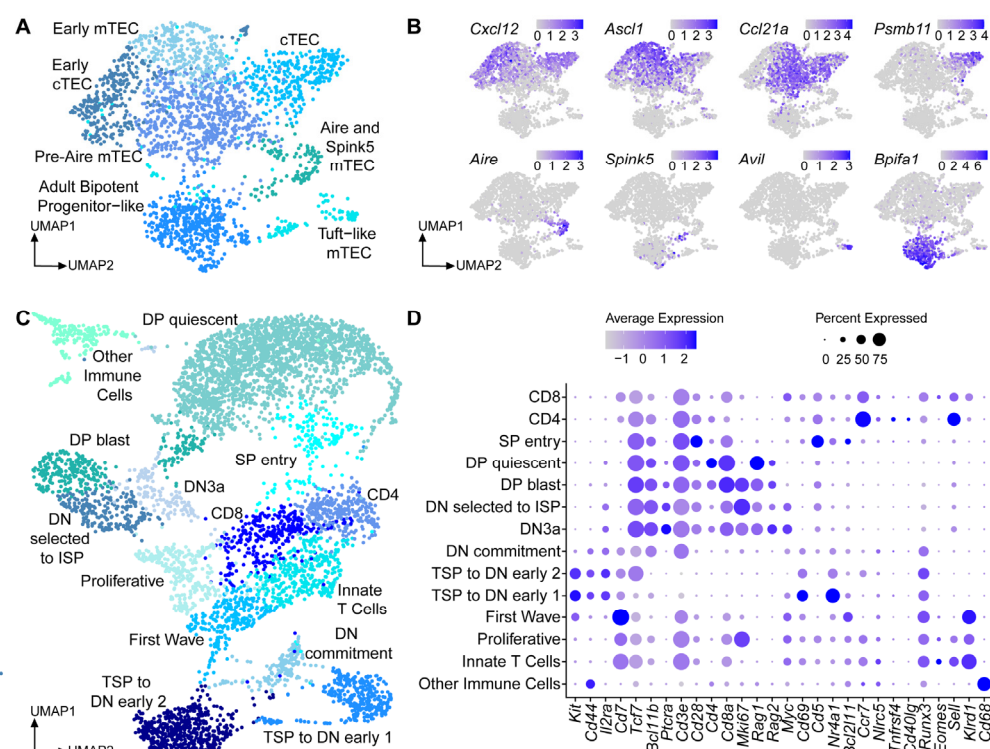 A
Early mTEC
cTEC
Early
cTEC
Aire and
Spink5
mTEC
Pre-Aire mTEC
Adult Bipotent
Progenitor-like
Tuft-like
mTEC
UMAP1
UMAP2
B
Cxcl12
0 1 2 3
Ascl1
0 1 2 3
Ccl21a
0 1 2 3 4
Psmb11
0 1 2 3 4
Aire
0 1 2 3
Spink5
0 1 2 3
Avil
0 1 2 3
Bpifa1
0 2 4 6
UMAP1
UMAP2
C
DP quiescent
Other
Immune
Cells
DP blast
SP entry
DN3a
CD4
CD8
DN
selected
to ISP
Proliferative
Innate
T Cells
First Wave
DN
commitment
TSP to
DN early 2
UMAP1
TSP to DN early 1
D
Average Expression
−1 0 1 2
Percent Expressed
0 25 50 75
CD8
CD4
SP entry
DP quiescent
DP blast
DN selected to ISP
DN3a
DN commitment
TSP to DN early 2
TSP to DN early 1
First Wave
Proliferative
Innate T Cells
Other Immune Cells
Kit
Cd44
Il2ra
Cd7
Tcf7
Bcl11b
Ptcra
Cd3e
Cd28
Cd4
Cd8a
Mki67
Rag1
Rag2
Myc
Cd69
Cd5
Nr4a1
Bcl2l11
Ccr7
Nlrc5
Tnfrsf4
Cd40lg
Runx3
Eomes
Sell
Klrd1
Cd68